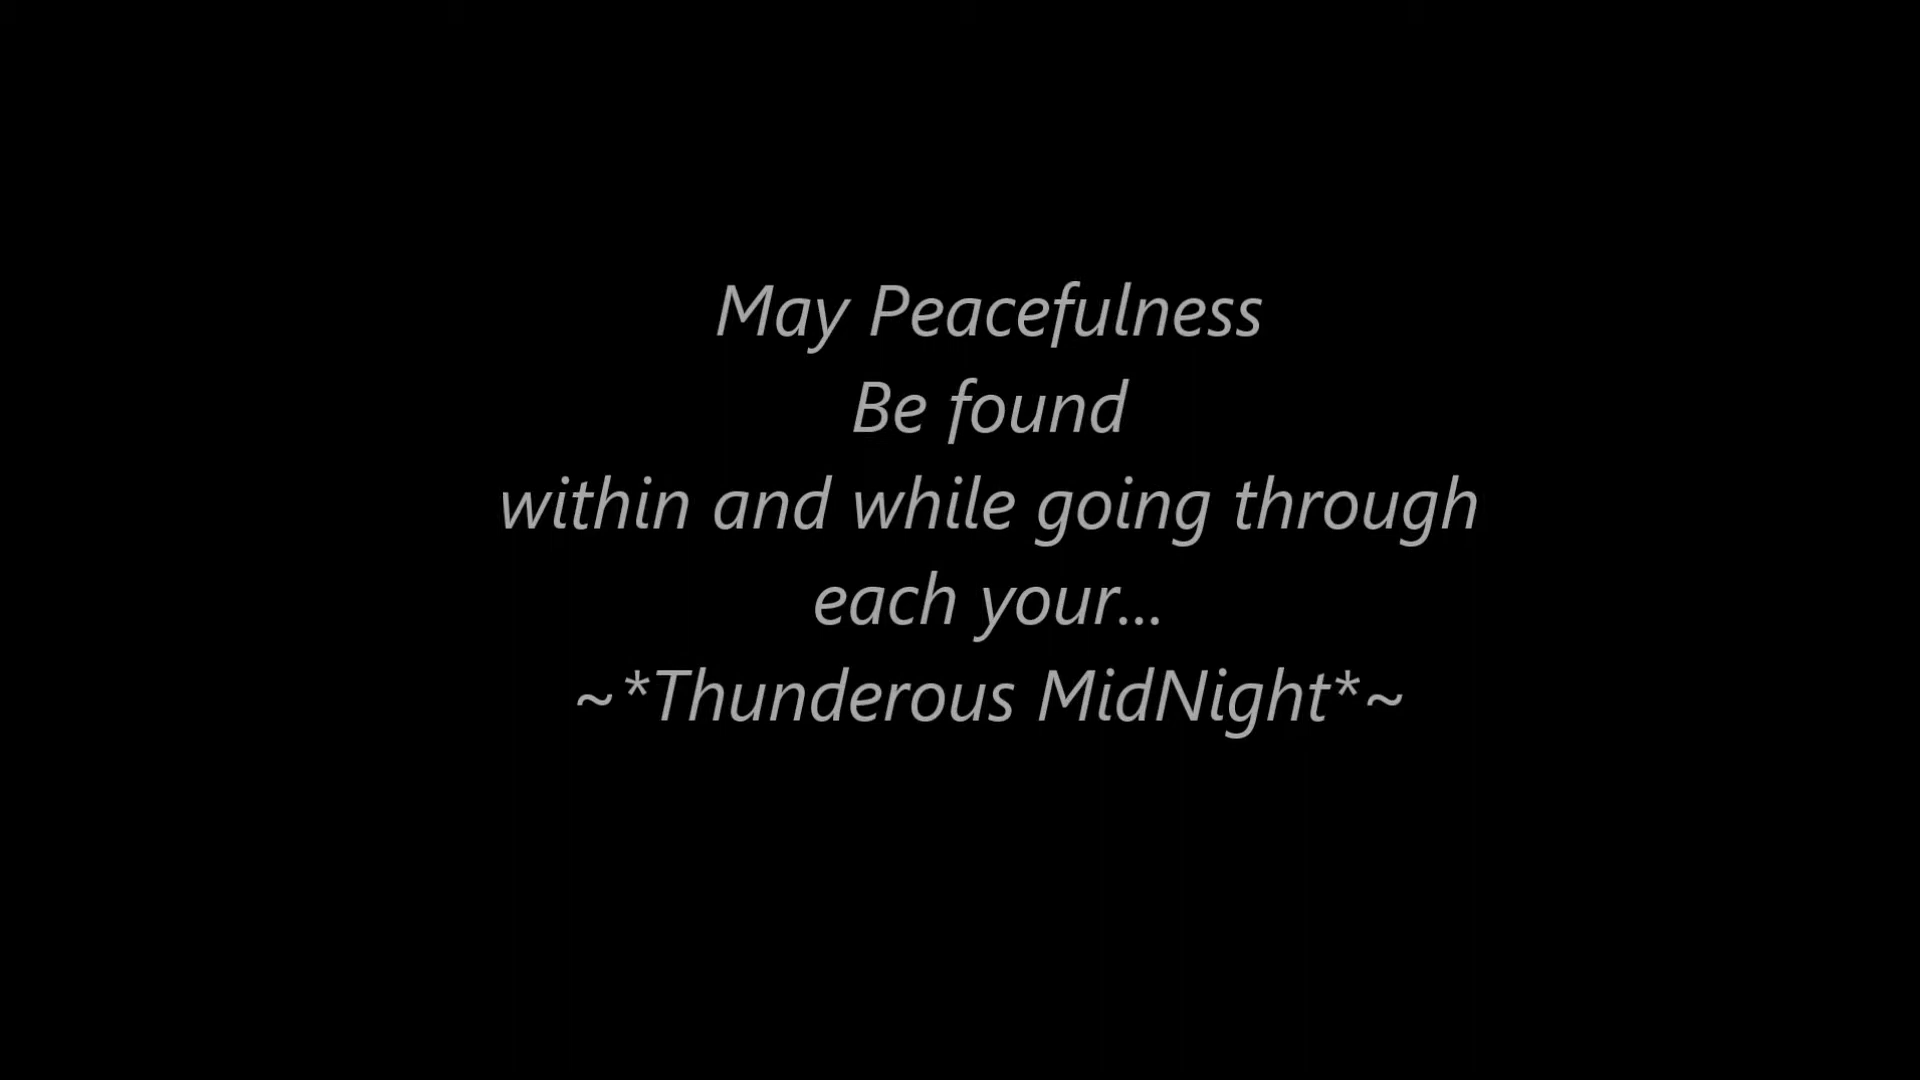 May Peacefulness
Be found
within and while going through
each your...
~*Thunderous MidNight*~